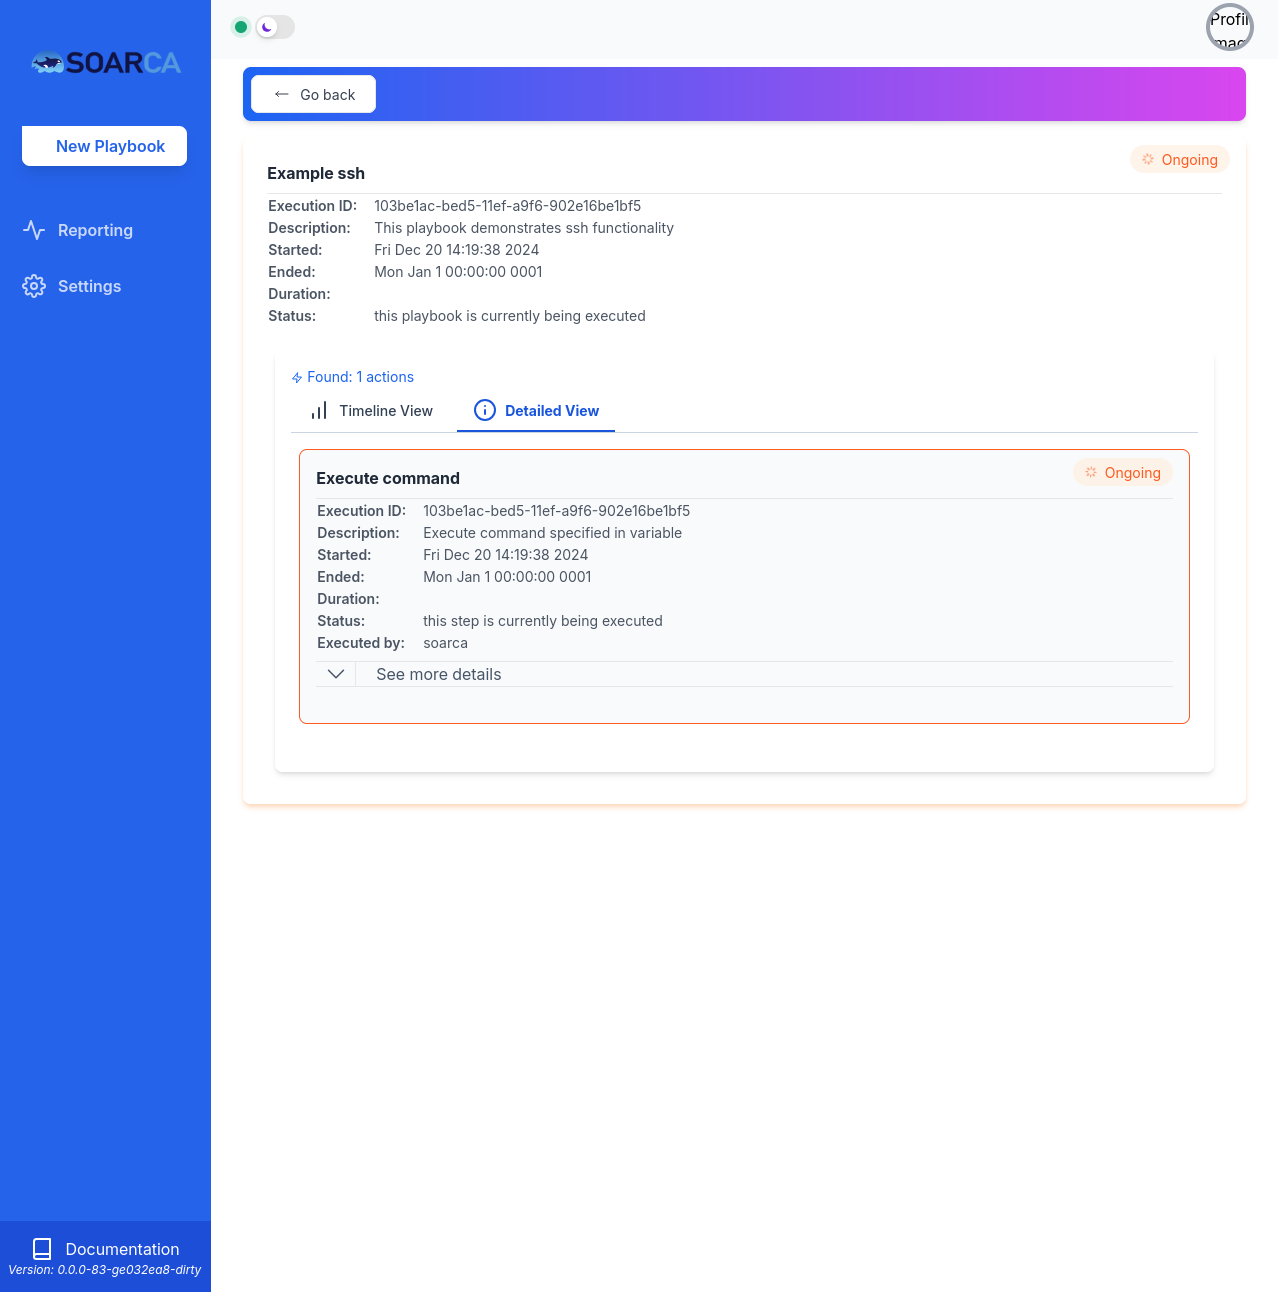 SOARCA
New Playbook
Reporting
Settings
Documentation
Version: 0.0.0-83-ge032ea8-dirty
Profil
Go back
Example ssh
Ongoing
Execution ID: 103be1ac-bed5-11ef-a9f6-902e16be1bf5
Description: This playbook demonstrates ssh functionality
Started: Fri Dec 20 14:19:38 2024
Ended: Mon Jan 1 00:00:00 0001
Duration:
Status: this playbook is currently being executed
Found: 1 actions
Timeline View Detailed View
Execute command
Ongoing
Execution ID: 103be1ac-bed5-11ef-a9f6-902e16be1bf5
Description: Execute command specified in variable
Started: Fri Dec 20 14:19:38 2024
Ended: Mon Jan 1 00:00:00 0001
Duration:
Status: this step is currently being executed
Executed by: soarca
See more details